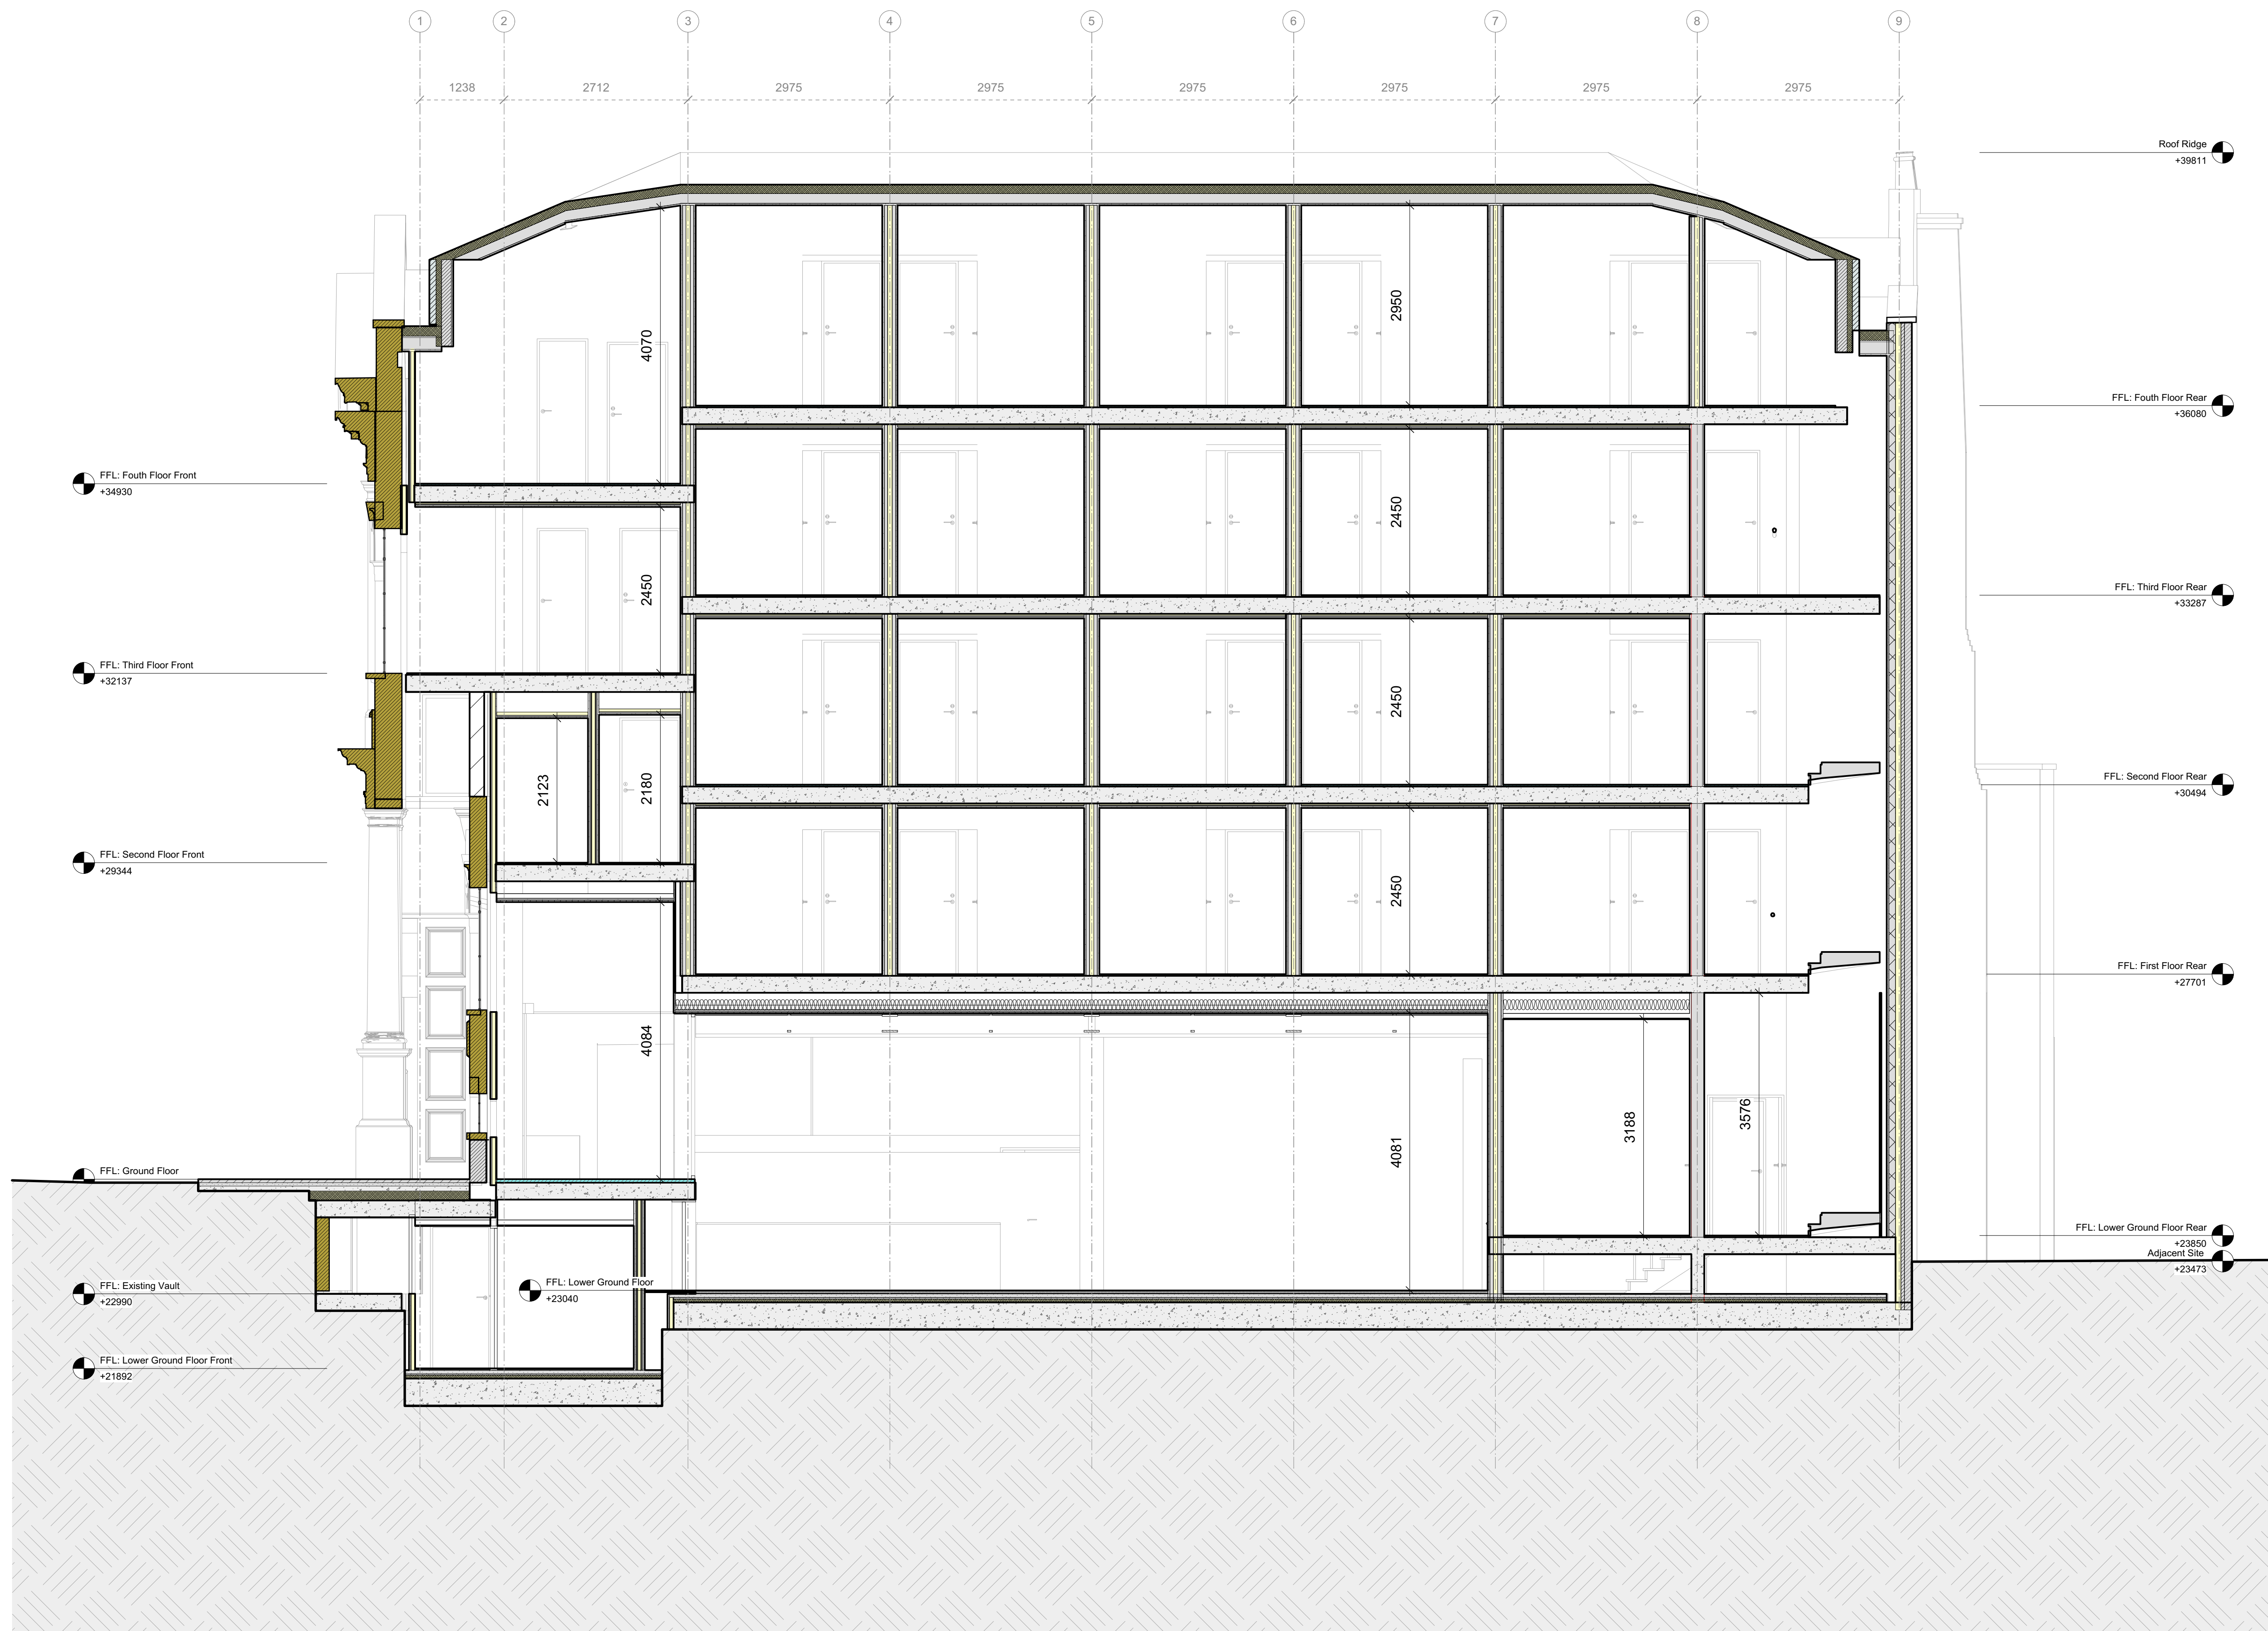 1 2 3 4 5 6 7 8 9
1238 2712 2975 2975 2975 2975 2975 2975
Roof Ridge
+39811
4070
2950
FFL: Fouth Floor Rear
+36080
FFL: Fouth Floor Front
+34930
2450
2450
FFL: Third Floor Rear
+33287
FFL: Third Floor Front
+32137
2450
2123
2180
FFL: Second Floor Rear
+30494
FFL: Second Floor Front
+29344
2450
FFL: First Floor Rear
+27701
4084
4081
3188
3576
FFL: Ground Floor
FFL: Lower Ground Floor Rear
+23850
Adjacent Site
+23473
FFL: Existing Vault
+22990
FFL: Lower Ground Floor
+23040
FFL: Lower Ground Floor Front
+21892